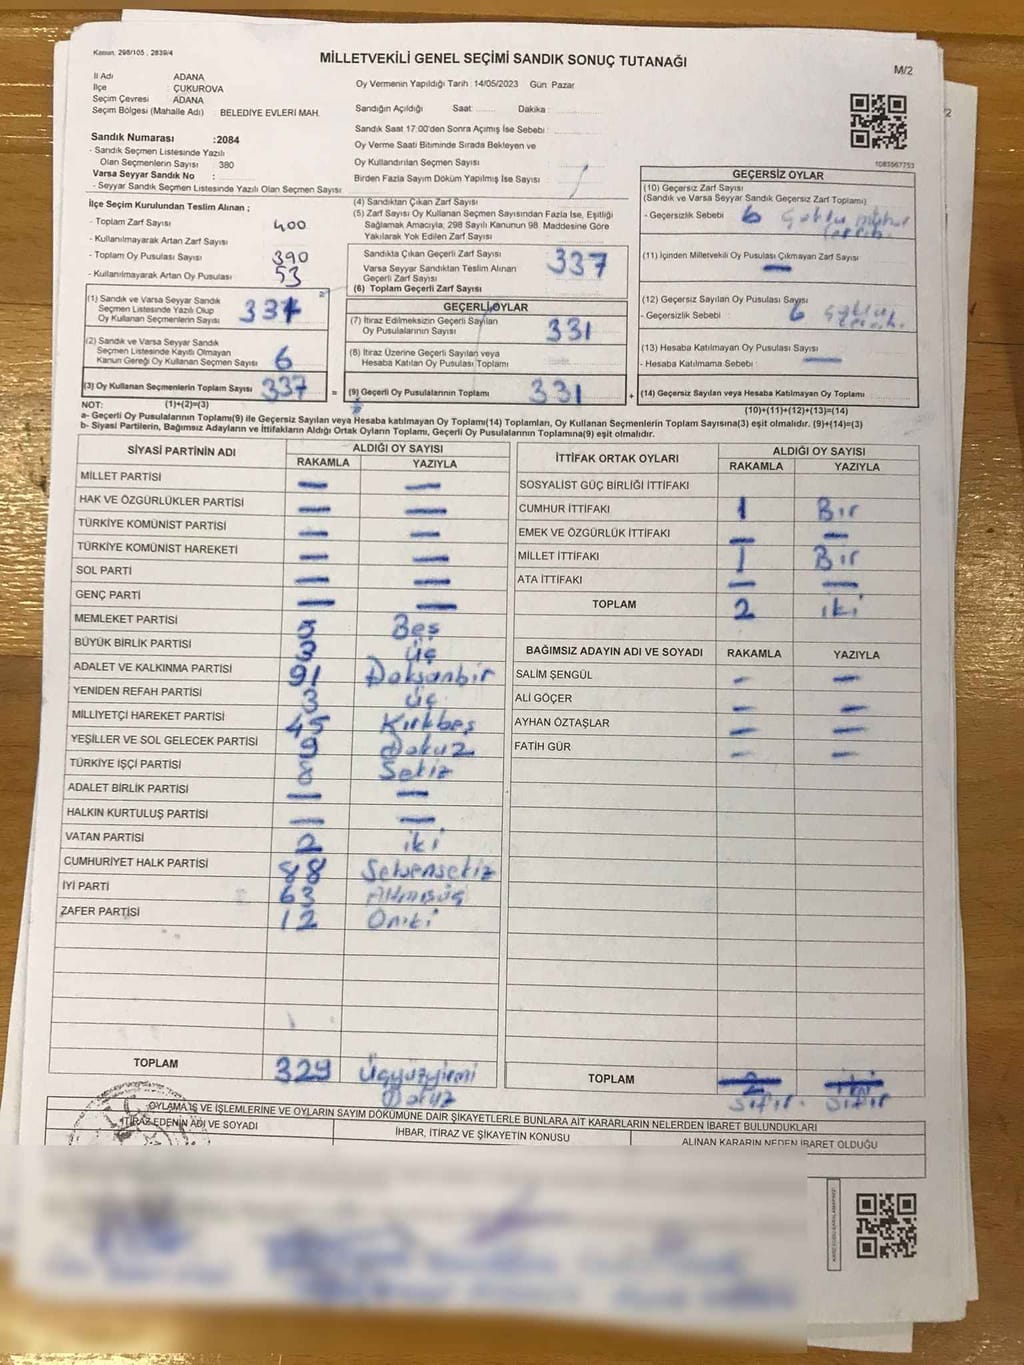 Kanun, 298/105 , 2839/4
MİLLETVEKİLİ GENEL SEÇİMİ SANDIK SONUÇ TUTANAĞI
M/2
İl Adı : ADANA
İlçe : ÇUKUROVA
Seçim Çevresi : ADANA
Seçim Bölgesi (Mahalle Adı) : BELEDİYE EVLERİ MAH.
Sandık Numarası :2084
- Sandık Seçmen Listesinde Yazılı
Olan Seçmenlerin Sayısı : 380
Varsa Seyyar Sandık No :
- Seyyar Sandık Seçmen Listesinde Yazılı Olan Seçmen Sayısı :
Oy Vermenin Yapıldığı Tarih : 14/05/2023 Gün: Pazar
Sandığın Açıldığı Saat: Dakika :
Sandık Saat 17:00'den Sonra Açımış İse Sebebi :
Oy Verme Saati Bitiminde Sırada Bekleyen ve
Oy Kullandırılan Seçmen Sayısı :
Birden Fazla Sayım Döküm Yapılmış İse Sayısı :
1083567753
İlçe Seçim Kurulundan Teslim Alınan ;
- Toplam Zarf Sayısı 400
- Kullanılmayarak Artan Zarf Sayısı
- Toplam Oy Pusulası Sayısı 390
- Kullanılmayarak Artan Oy Pusulası 53
(1) Sandık ve Varsa Seyyar Sandık
Seçmen Listesinde Yazılı Olup
Oy Kullanan Seçmenlerin Sayısı
(2) Sandık ve Varsa Seyyar Sandık
Seçmen Listesinde Kayıtlı Olmayan
Kanun Gereği Oy Kullanan Seçmen Sayısı 6
(3) Oy Kullanan Seçmenlerin Toplam Sayısı 337 =
(4) Sandıktan Çıkan Zarf Sayısı
(5) Zarf Sayısı Oy Kullanan Seçmen Sayısından Fazla İse, Eşitliği
Sağlamak Amacıyla; 298 Sayılı Kanunun 98. Maddesine Göre
Yakılarak Yok Edilen Zarf Sayısı
Sandıkta Çıkan Geçerli Zarf Sayısı 337
Varsa Seyyar Sandıktan Teslim Alınan
Geçerli Zarf Sayısı
(6) Toplam Geçerli Zarf Sayısı
GEÇERLİ OYLAR
(7) İtiraz Edilmeksizin Geçerli Sayılan
Oy Pusulalarının Sayısı 331
(8) İtiraz Üzerine Geçerli Sayılan veya
Hesaba Katılan Oy Pusulası Toplamı
(9) Geçerli Oy Pusulalarının Toplamı 331 +
GEÇERSİZ OYLAR
(10) Geçersiz Zarf Sayısı
(Sandık ve Varsa Seyyar Sandık Geçersiz Zarf Toplamı)
- Geçersizlik Sebebi : 6
(11) İçinden Milletvekili Oy Pusulası Çıkmayan Zarf Sayısı
(12) Geçersiz Sayılan Oy Pusulası Sayısı
- Geçersizlik Sebebi : 6
(13) Hesaba Katılmayan Oy Pusulası Sayısı
- Hesaba Katılmama Sebebi :
(14) Geçersiz Sayılan veya Hesaba Katılmayan Oy Toplamı
NOT: (1)+(2)=(3)
(10)+(11)+(12)+(13)=(14)
a- Geçerli Oy Pusulalarının Toplamı(9) ile Geçersiz Sayılan veya Hesaba katılmayan Oy Toplamı(14) Toplamları, Oy Kullanan Seçmenlerin Toplam Sayısına(3) eşit olmalıdır. (9)+(14)=(3)
b- Siyasi Partilerin, Bağımsız Adayların ve İttifakların Aldığı Ortak Oyların Toplamı, Geçerli Oy Pusulalarının Toplamına(9) eşit olmalıdır.
SİYASİ PARTİNİN ADI ALDIĞI OY SAYISI
RAKAMLA YAZIYLA
MİLLET PARTİSİ — —
HAK VE ÖZGÜRLÜKLER PARTİSİ — —
TÜRKİYE KOMÜNİST PARTİSİ — —
TÜRKİYE KOMÜNİST HAREKETİ — —
SOL PARTİ — —
GENÇ PARTİ — —
MEMLEKET PARTİSİ 5 Beş
BÜYÜK BİRLİK PARTİSİ 3 üç
ADALET VE KALKINMA PARTİSİ 91 Doksanbir
YENİDEN REFAH PARTİSİ 3 üç
MİLLİYETÇİ HAREKET PARTİSİ 45 Kırkbeş
YEŞİLLER VE SOL GELECEK PARTİSİ 9 Dokuz
TÜRKİYE İŞÇİ PARTİSİ 8 Sekiz
ADALET BİRLİK PARTİSİ — —
HALKIN KURTULUŞ PARTİSİ — —
VATAN PARTİSİ 2 iki
CUMHURİYET HALK PARTİSİ 88 Seksensekiz
İYİ PARTİ 63 Altmışüç
ZAFER PARTİSİ 12 Oniki
TOPLAM 329 Üçyüzyirmi
Dokuz
İTTİFAK ORTAK OYLARI ALDIĞI OY SAYISI
RAKAMLA YAZIYLA
SOSYALİST GÜÇ BİRLİĞİ İTTİFAKI
CUMHUR İTTİFAKI 1 Bir
EMEK VE ÖZGÜRLÜK İTTİFAKI — —
MİLLET İTTİFAKI 1 Bir
ATA İTTİFAKI — —
TOPLAM 2 iki
BAĞIMSIZ ADAYIN ADI VE SOYADI RAKAMLA YAZIYLA
SALİM ŞENGÜL — —
ALİ GÖÇER — —
AYHAN ÖZTAŞLAR — —
FATİH GÜR — —
TOPLAM
Sıfır. Sıfır
OYLAMA İŞ VE İŞLEMLERİNE VE OYLARIN SAYIM DÖKÜMÜNE DAİR ŞİKAYETLERLE BUNLARA AİT KARARLARIN NELERDEN İBARET BULUNDUKLARI
İTİRAZ EDENİN ADI VE SOYADI İHBAR, İTİRAZ VE ŞİKAYETİN KONUSU ALINAN KARARIN NEDEN İBARET OLDUĞU